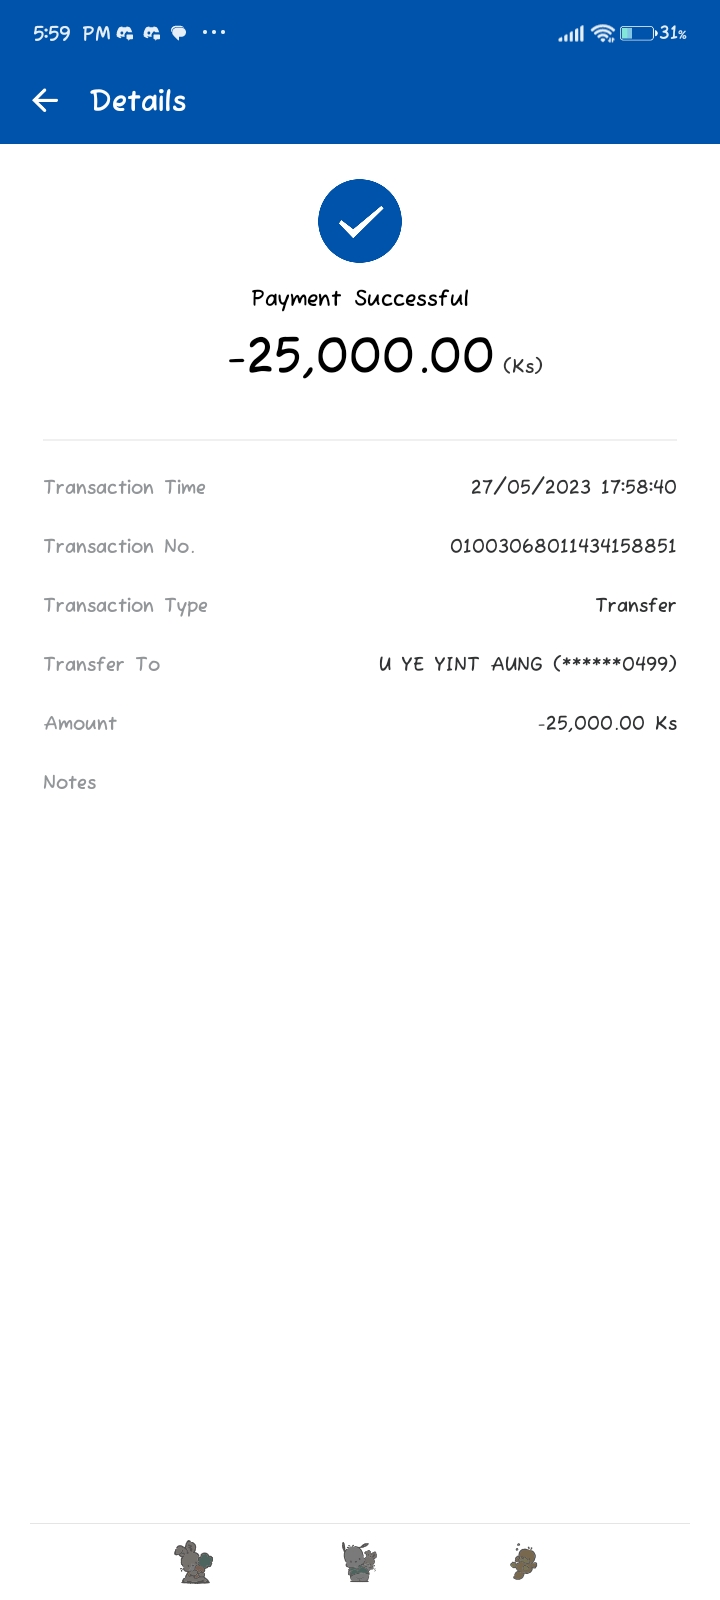 5:59 PM 31%
Details
Payment Successful
-25,000.00 (Ks)
Transaction Time 27/05/2023 17:58:40
Transaction No. 01003068011434158851
Transaction Type Transfer
Transfer To U YE YINT AUNG (******0499)
Amount -25,000.00 Ks
Notes